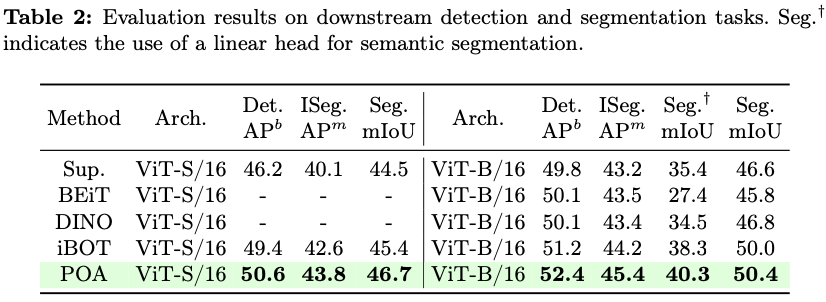 Table 2: Evaluation results on downstream detection and segmentation tasks. Seg.†
indicates the use of a linear head for semantic segmentation.
Method Arch. Det. ISeg. Seg. Arch. Det. ISeg. Seg.† Seg.
APᵇ APᵐ mIoU APᵇ APᵐ mIoU mIoU
Sup. ViT-S/16 46.2 40.1 44.5 ViT-B/16 49.8 43.2 35.4 46.6
BEiT ViT-S/16 - - - ViT-B/16 50.1 43.5 27.4 45.8
DINO ViT-S/16 - - - ViT-B/16 50.1 43.4 34.5 46.8
iBOT ViT-S/16 49.4 42.6 45.4 ViT-B/16 51.2 44.2 38.3 50.0
POA ViT-S/16 50.6 43.8 46.7 ViT-B/16 52.4 45.4 40.3 50.4